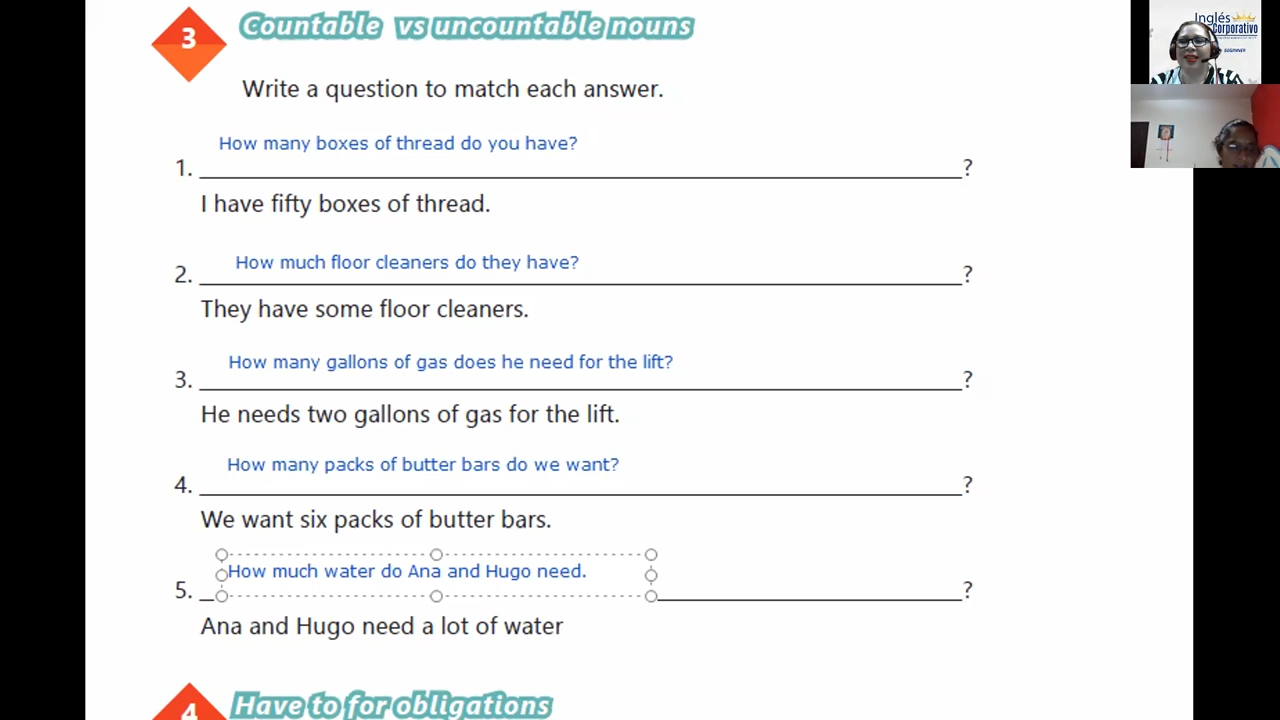 3
Countable vs uncountable nouns
Inglés
Corporativo
BEGINNER
Write a question to match each answer.
How many boxes of thread do you have?
1. ?
I have fifty boxes of thread.
How much floor cleaners do they have?
2. ?
They have some floor cleaners.
How many gallons of gas does he need for the lift?
3. ?
He needs two gallons of gas for the lift.
How many packs of butter bars do we want?
4. ?
We want six packs of butter bars.
How much water do Ana and Hugo need.
5. ?
Ana and Hugo need a lot of water
4
Have to for obligations